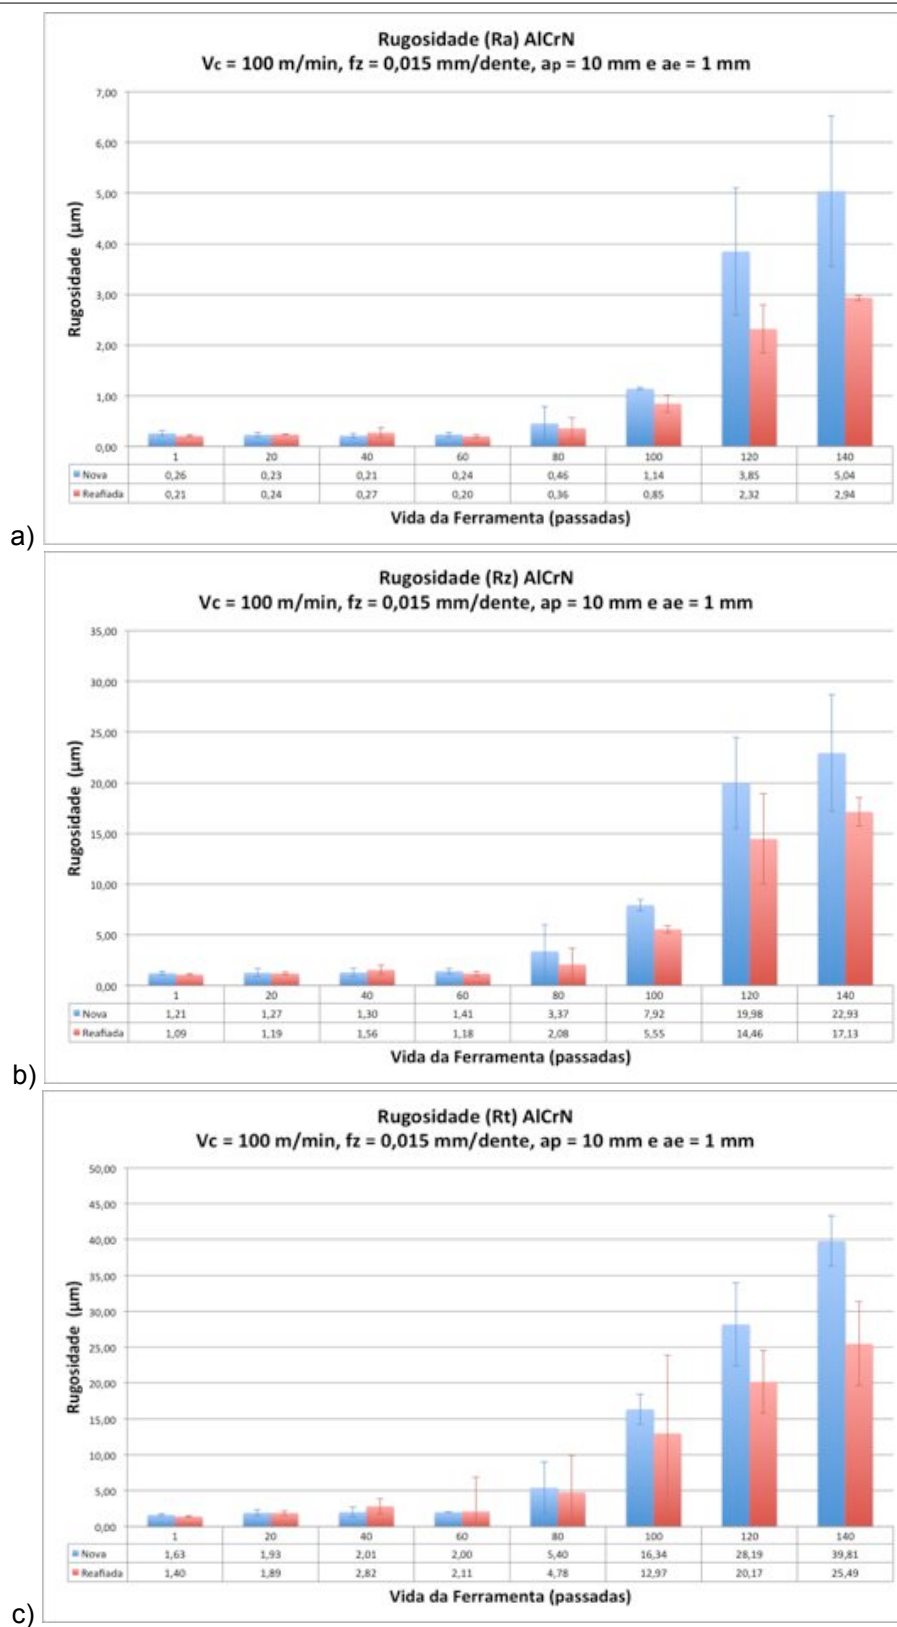 Rugosidade (Ra) AlCrN
Vc = 100 m/min, fz = 0,015 mm/dente, ap = 10 mm e ae = 1 mm
7,00
6,00
5,00
4,00
3,00
2,00
1,00
0,00
Rugosidade (µm)
1 20 40 60 80 100 120 140
Nova 0,26 0,23 0,21 0,24 0,46 1,14 3,85 5,04
Reafiada 0,21 0,24 0,27 0,20 0,36 0,85 2,32 2,94
Vida da Ferramenta (passadas)
a)
Rugosidade (Rz) AlCrN
Vc = 100 m/min, fz = 0,015 mm/dente, ap = 10 mm e ae = 1 mm
35,00
30,00
25,00
20,00
15,00
10,00
5,00
0,00
Rugosidade (µm)
1 20 40 60 80 100 120 140
Nova 1,21 1,27 1,30 1,41 3,37 7,92 19,98 22,93
Reafiada 1,09 1,19 1,56 1,18 2,08 5,55 14,46 17,13
Vida da Ferramenta (passadas)
b)
Rugosidade (Rt) AlCrN
Vc = 100 m/min, fz = 0,015 mm/dente, ap = 10 mm e ae = 1 mm
50,00
45,00
40,00
35,00
30,00
25,00
20,00
15,00
10,00
5,00
0,00
Rugosidade (µm)
1 20 40 60 80 100 120 140
Nova 1,63 1,93 2,01 2,00 5,40 16,34 28,19 39,81
Reafiada 1,40 1,89 2,82 2,11 4,78 12,97 20,17 25,49
Vida da Ferramenta (passadas)
c)